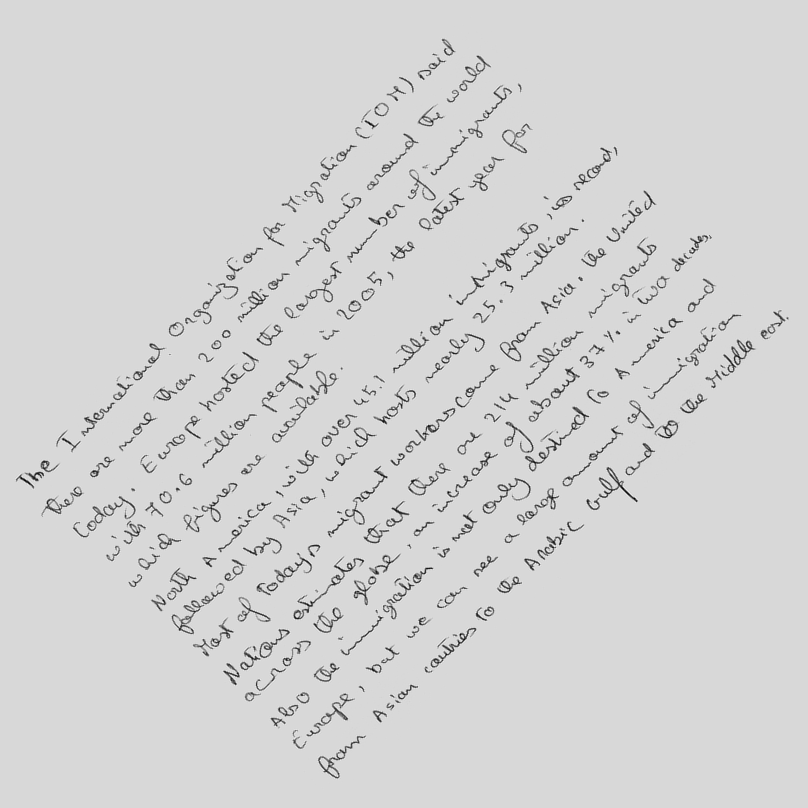 The International Organization for Migration (IOM) said
there are more than 200 million migrants around the world
today. Europe hosted the largest number of immigrants,
with 70.6 million people in 2005, the latest year for
which figures are available.
North America, with over 45.1 million immigrants, is second,
followed by Asia, which hosts nearly 25.3 million.
Most of today's migrant workers come from Asia. the United
Nations estimates that there are 214 million migrants
across the globe, an increase of about 37% in two decades.
Also the immigration is not only destined to America and
Europe, but we can see a large amount of immigration
from Asian coutries to the Arabic Gulf and to the Middle east.